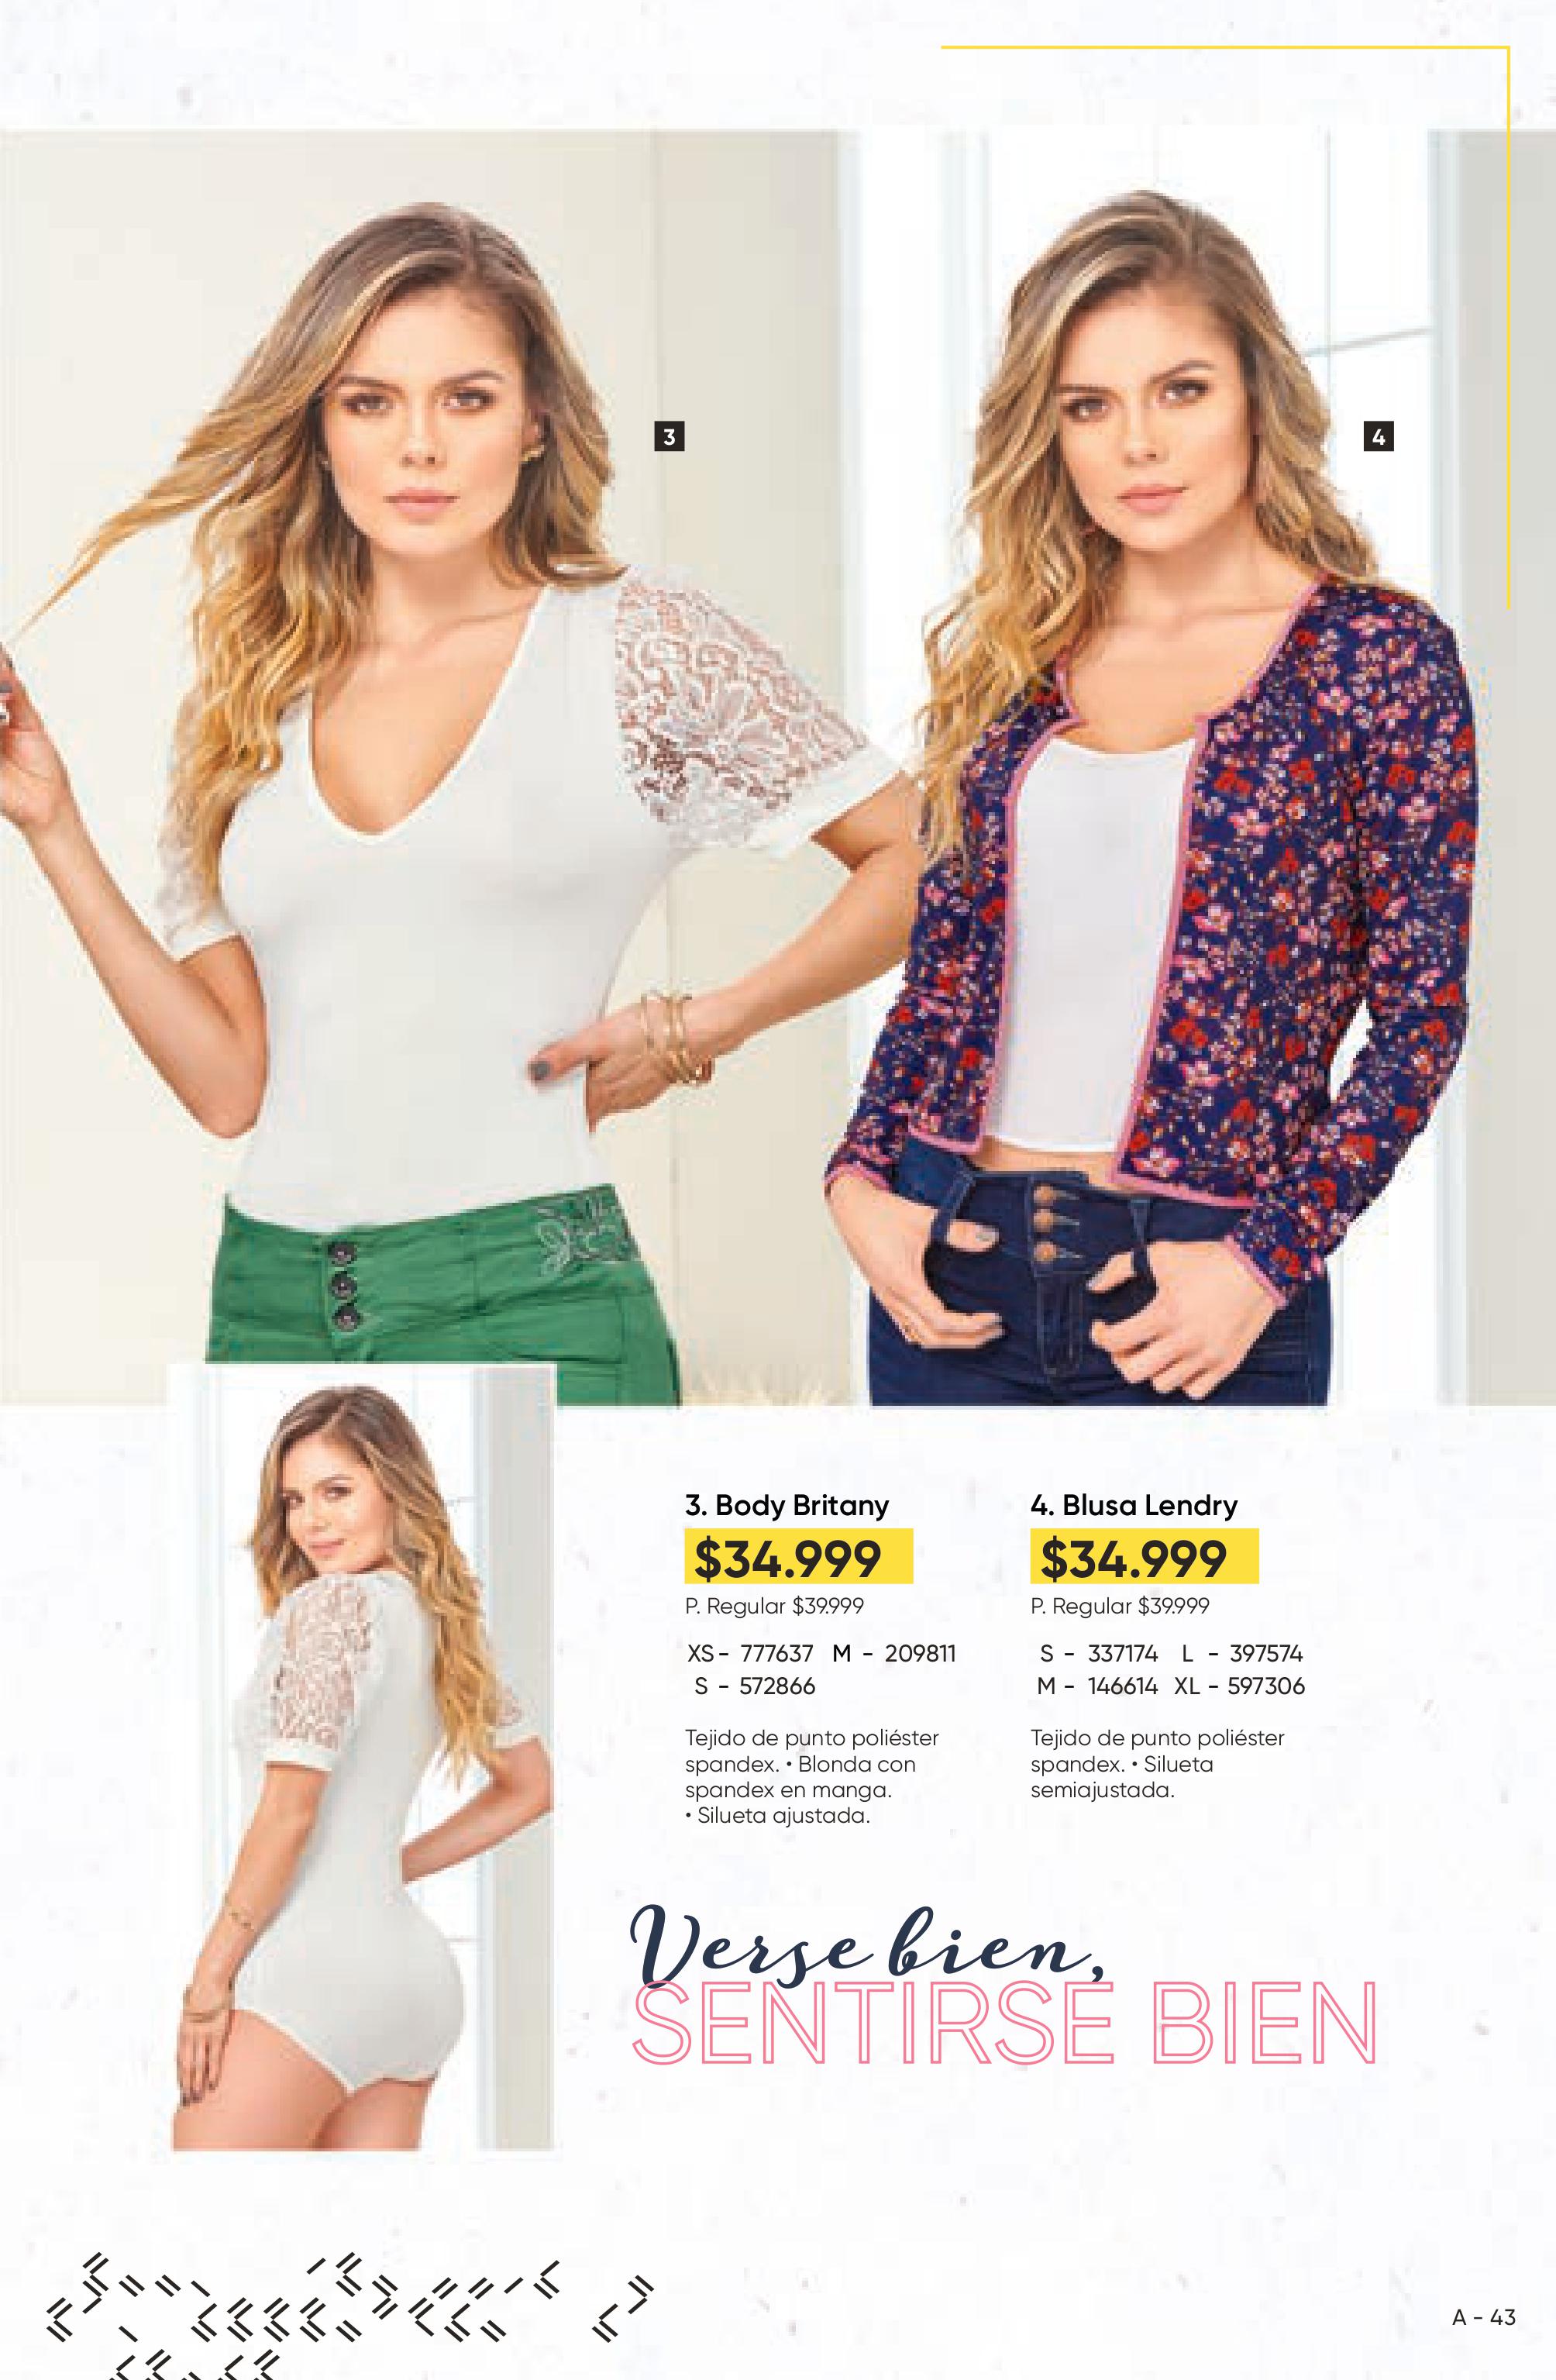 3
4
3. Body Britany
$34.999
P. Regular $39.999
XS - 777637 M - 209811
S - 572866
Tejido de punto poliéster
spandex. • Blonda con
spandex en manga.
• Silueta ajustada.
4. Blusa Lendry
$34.999
P. Regular $39.999
S - 337174 L - 397574
M - 146614 XL - 597306
Tejido de punto poliéster
spandex. • Silueta
semiajustada.
Verse bien,
SENTIRSE BIEN
A - 43